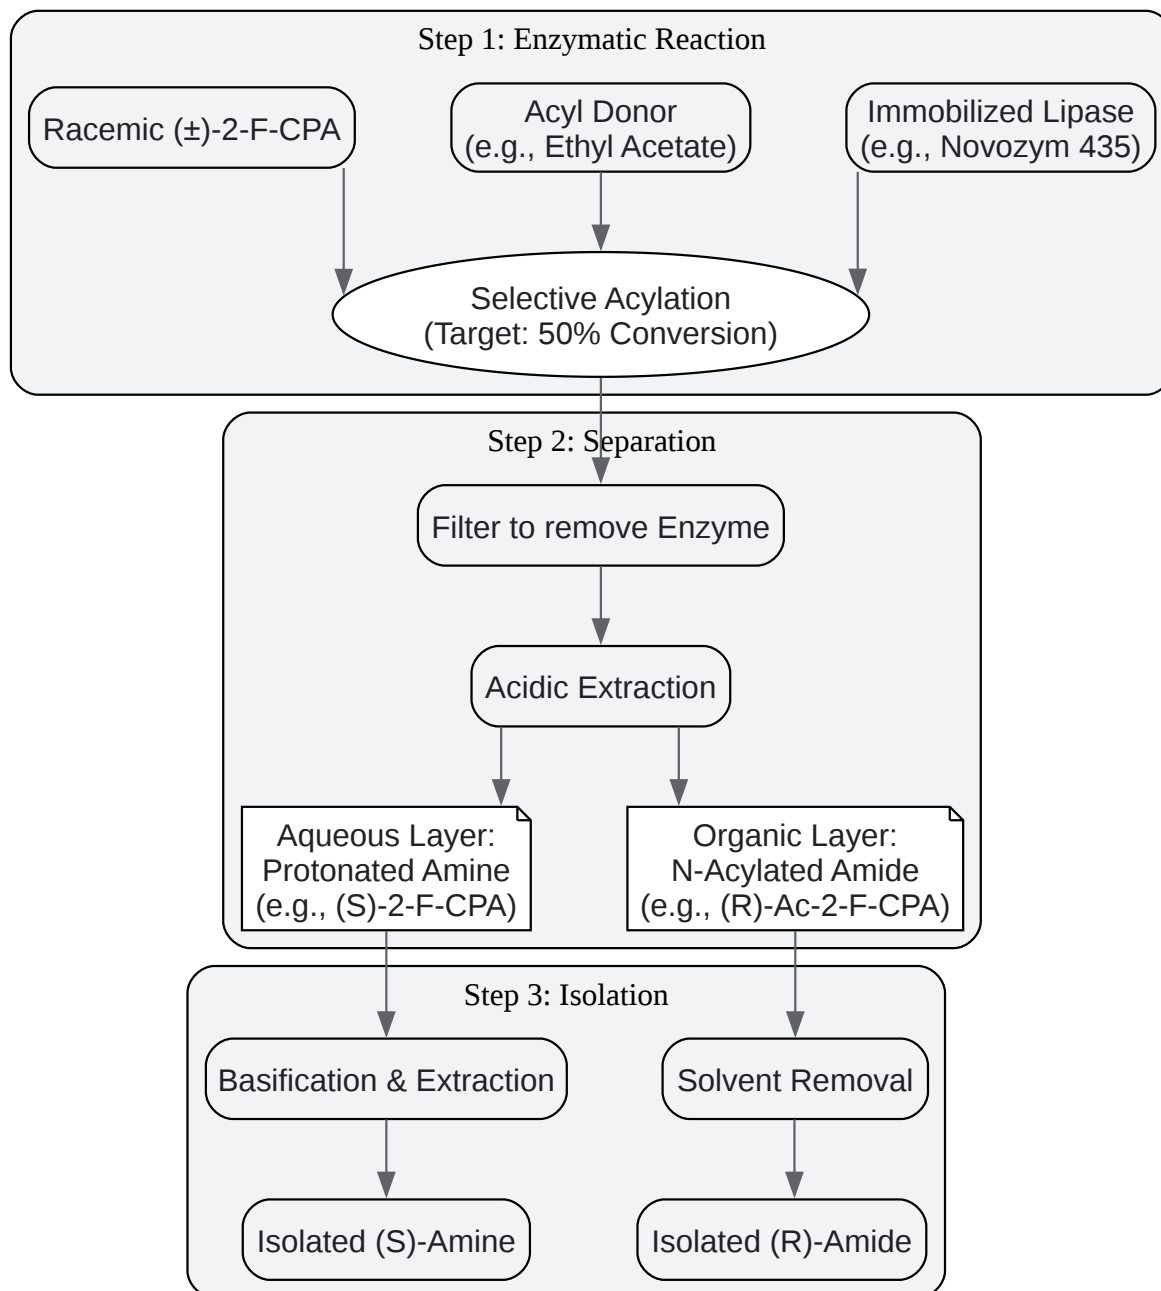 Step 1: Enzymatic Reaction
Racemic (±)-2-F-CPA
Acyl Donor
(e.g., Ethyl Acetate)
Immobilized Lipase
(e.g., Novozym 435)
Selective Acylation
(Target: 50% Conversion)
Step 2: Separation
Filter to remove Enzyme
Acidic Extraction
Aqueous Layer:
Protonated Amine
(e.g., (S)-2-F-CPA)
Organic Layer:
N-Acylated Amide
(e.g., (R)-Ac-2-F-CPA)
Step 3: Isolation
Basification & Extraction
Solvent Removal
Isolated (S)-Amine
Isolated (R)-Amide